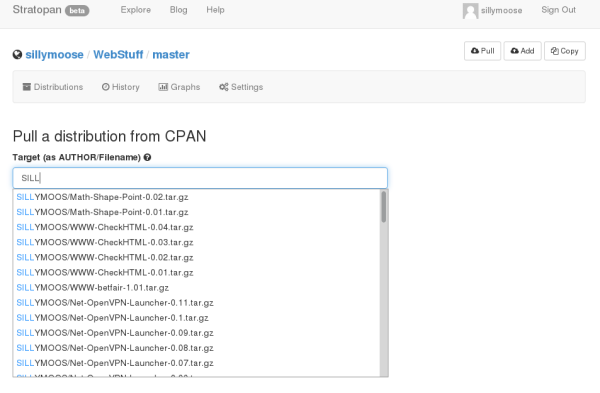 Stratopan beta Explore Blog Help sillymoose Sign Out
sillymoose / WebStuff / master Pull Add Copy
Distributions History Graphs Settings
Pull a distribution from CPAN
Target (as AUTHOR/Filename)
SILL
SILLYMOOS/Math-Shape-Point-0.02.tar.gz
SILLYMOOS/Math-Shape-Point-0.01.tar.gz
SILLYMOOS/WWW-CheckHTML-0.04.tar.gz
SILLYMOOS/WWW-CheckHTML-0.03.tar.gz
SILLYMOOS/WWW-CheckHTML-0.02.tar.gz
SILLYMOOS/WWW-CheckHTML-0.01.tar.gz
SILLYMOOS/WWW-betfair-1.01.tar.gz
SILLYMOOS/Net-OpenVPN-Launcher-0.11.tar.gz
SILLYMOOS/Net-OpenVPN-Launcher-0.1.tar.gz
SILLYMOOS/Net-OpenVPN-Launcher-0.09.tar.gz
SILLYMOOS/Net-OpenVPN-Launcher-0.08.tar.gz
SILLYMOOS/Net-OpenVPN-Launcher-0.07.tar.gz